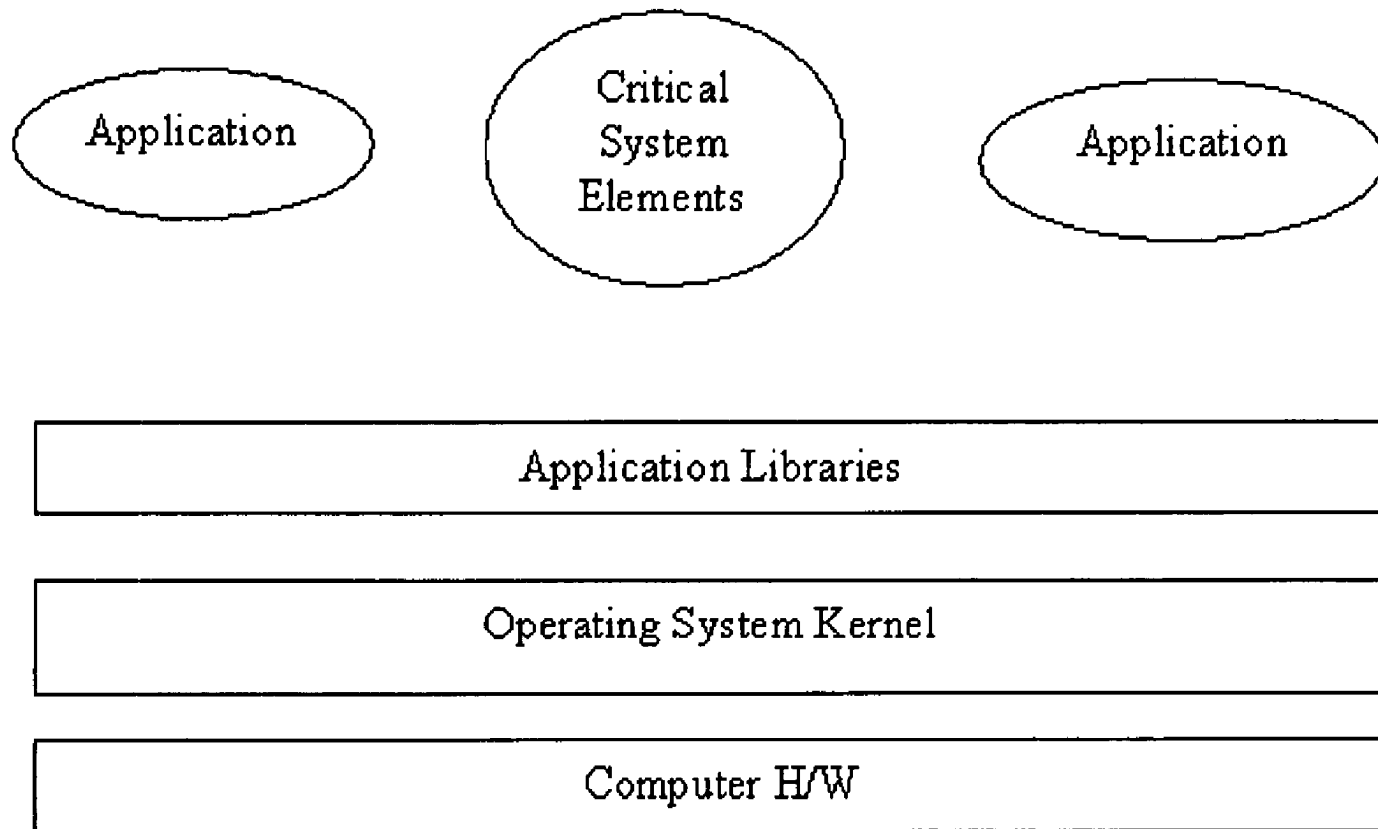 Application
Critical
System
Elements
Application
Application Libraries
Operating System Kernel
Computer H/W